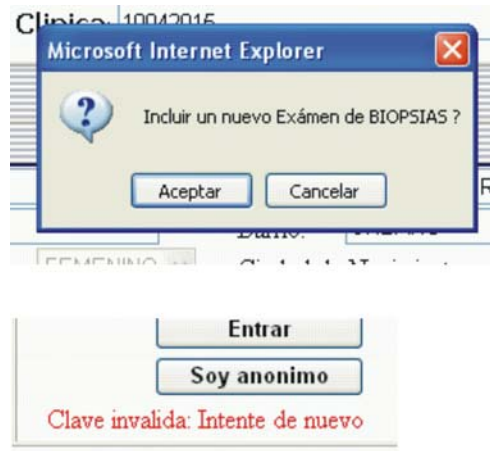 Clinica: 10042015
Microsoft Internet Explorer
Incluir un nuevo Exámen de BIOPSIAS ?
Aceptar
Cancelar
R
FEMENINO
Entrar
Soy anonimo
Clave invalida: Intente de nuevo